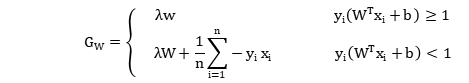 G_W = { λw  y_i(W^T x_i + b) ≥ 1
λW + 1/n ∑_{i=1}^{n} − y_i x_i  y_i(W^T x_i + b) < 1